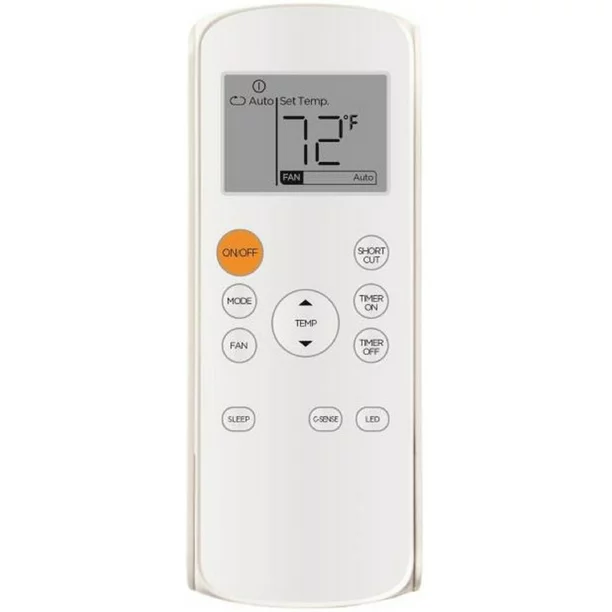 Auto Set Temp.
72°F
FAN Auto
ON/OFF
SHORT
CUT
MODE
TEMP
TIMER
ON
FAN
TIMER
OFF
SLEEP
C-SENSE
LED